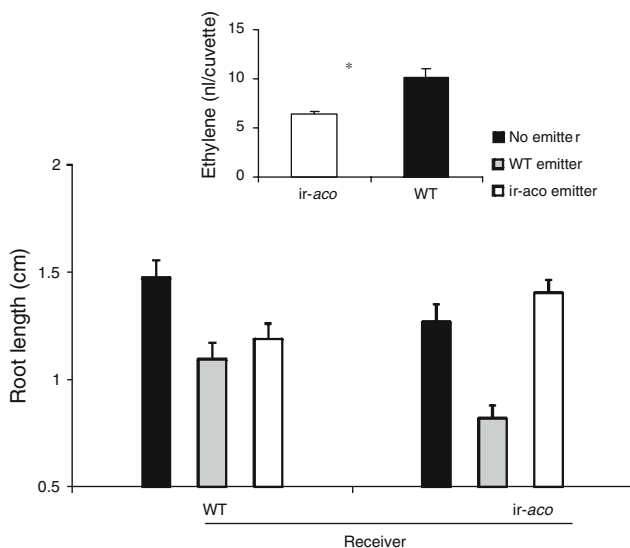 Ethylene (nl/cuvette)
15
10
5
0
*
ir-aco
WT
No emitter
WT emitter
ir-aco emitter
Root length (cm)
2
1.5
1
0.5
WT
ir-aco
Receiver